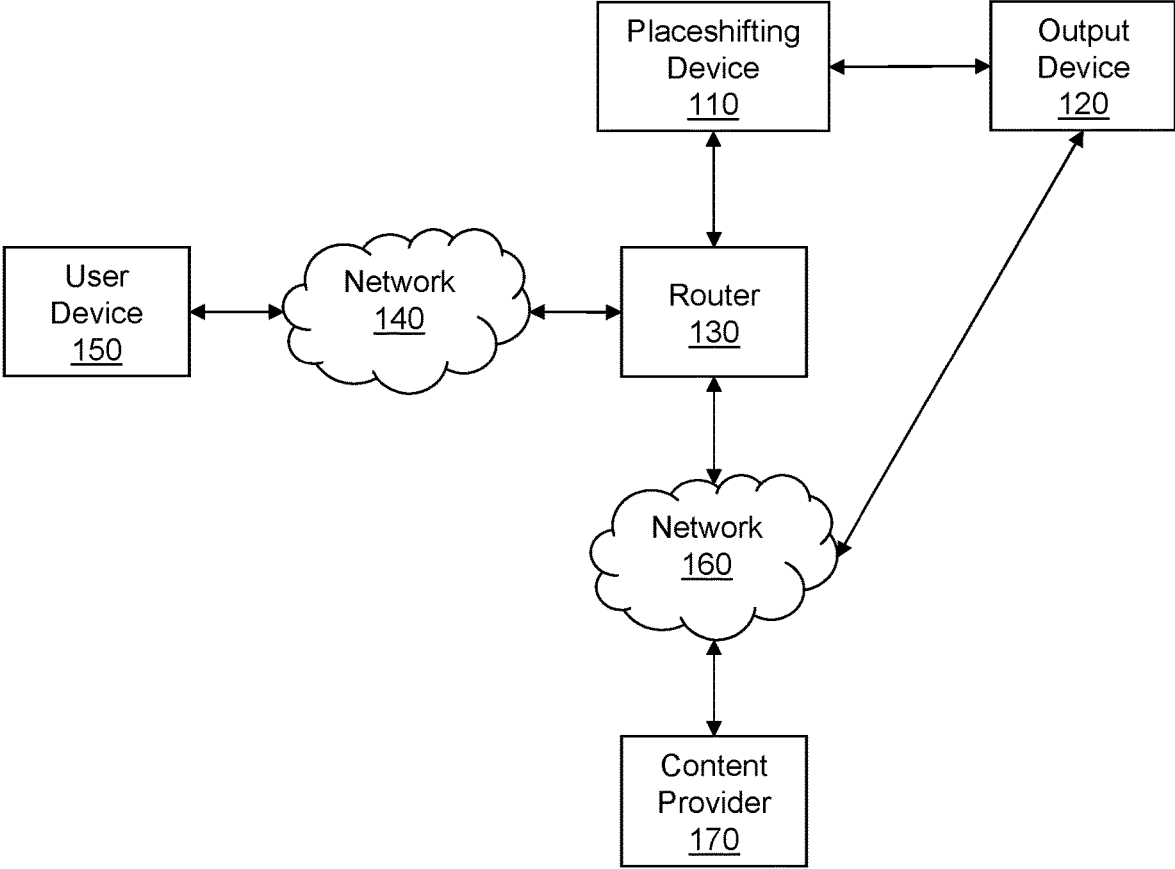 Placeshifting
Device
110
Output
Device
120
User
Device
150
Network
140
Router
130
Network
160
Content
Provider
170